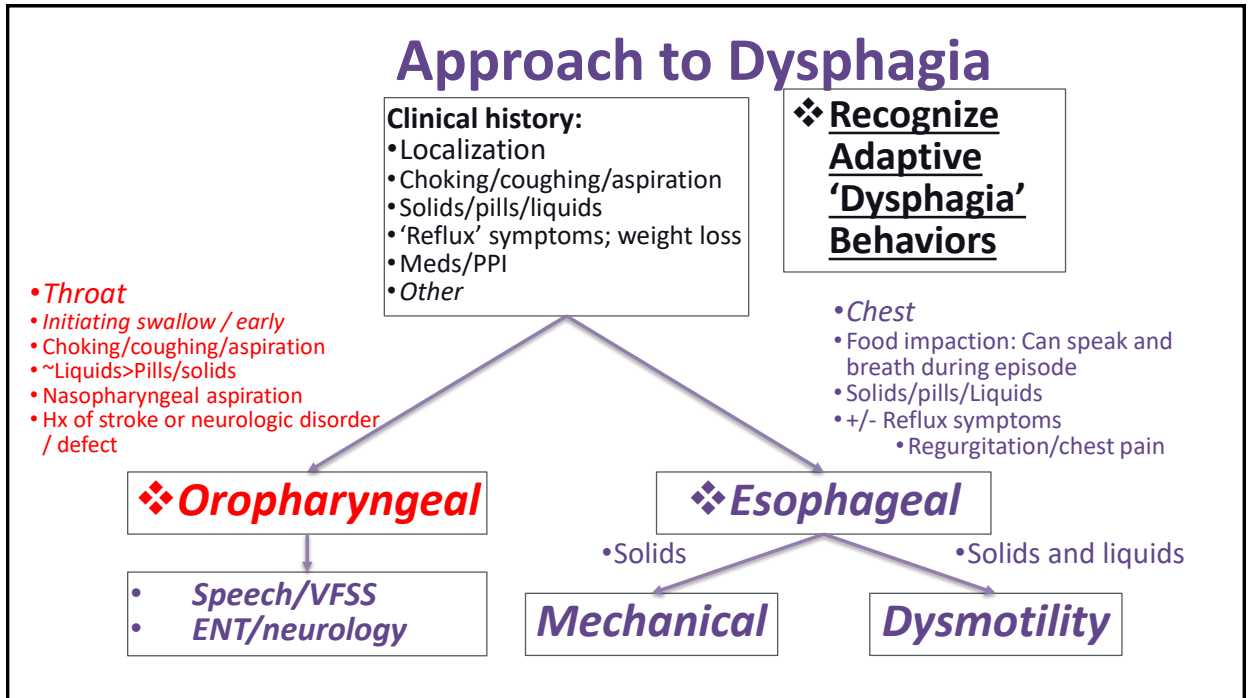 Approach to Dysphagia
Clinical history:
•Localization
•Choking/coughing/aspiration
•Solids/pills/liquids
•‘Reflux’ symptoms; weight loss
•Meds/PPI
•Other
❖Recognize
Adaptive
‘Dysphagia’
Behaviors
•Throat
•Initiating swallow / early
•Choking/coughing/aspiration
•~Liquids>Pills/solids
•Nasopharyngeal aspiration
•Hx of stroke or neurologic disorder
/ defect
•Chest
•Food impaction: Can speak and
breath during episode
•Solids/pills/Liquids
•+/- Reflux symptoms
•Regurgitation/chest pain
❖Oropharyngeal
❖Esophageal
•Solids
•Solids and liquids
• Speech/VFSS
• ENT/neurology
Mechanical
Dysmotility